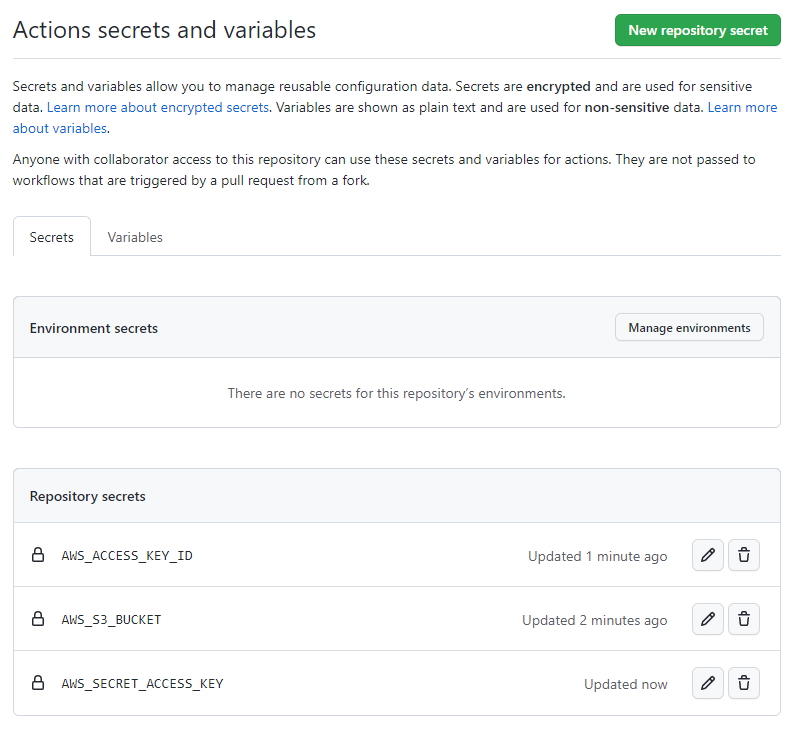 Actions secrets and variables
New repository secret
Secrets and variables allow you to manage reusable configuration data. Secrets are encrypted and are used for sensitive
data. Learn more about encrypted secrets. Variables are shown as plain text and are used for non-sensitive data. Learn more
about variables.
Anyone with collaborator access to this repository can use these secrets and variables for actions. They are not passed to
workflows that are triggered by a pull request from a fork.
Secrets
Variables
Environment secrets
Manage environments
There are no secrets for this repository’s environments.
Repository secrets
AWS_ACCESS_KEY_ID
Updated 1 minute ago
AWS_S3_BUCKET
Updated 2 minutes ago
AWS_SECRET_ACCESS_KEY
Updated now